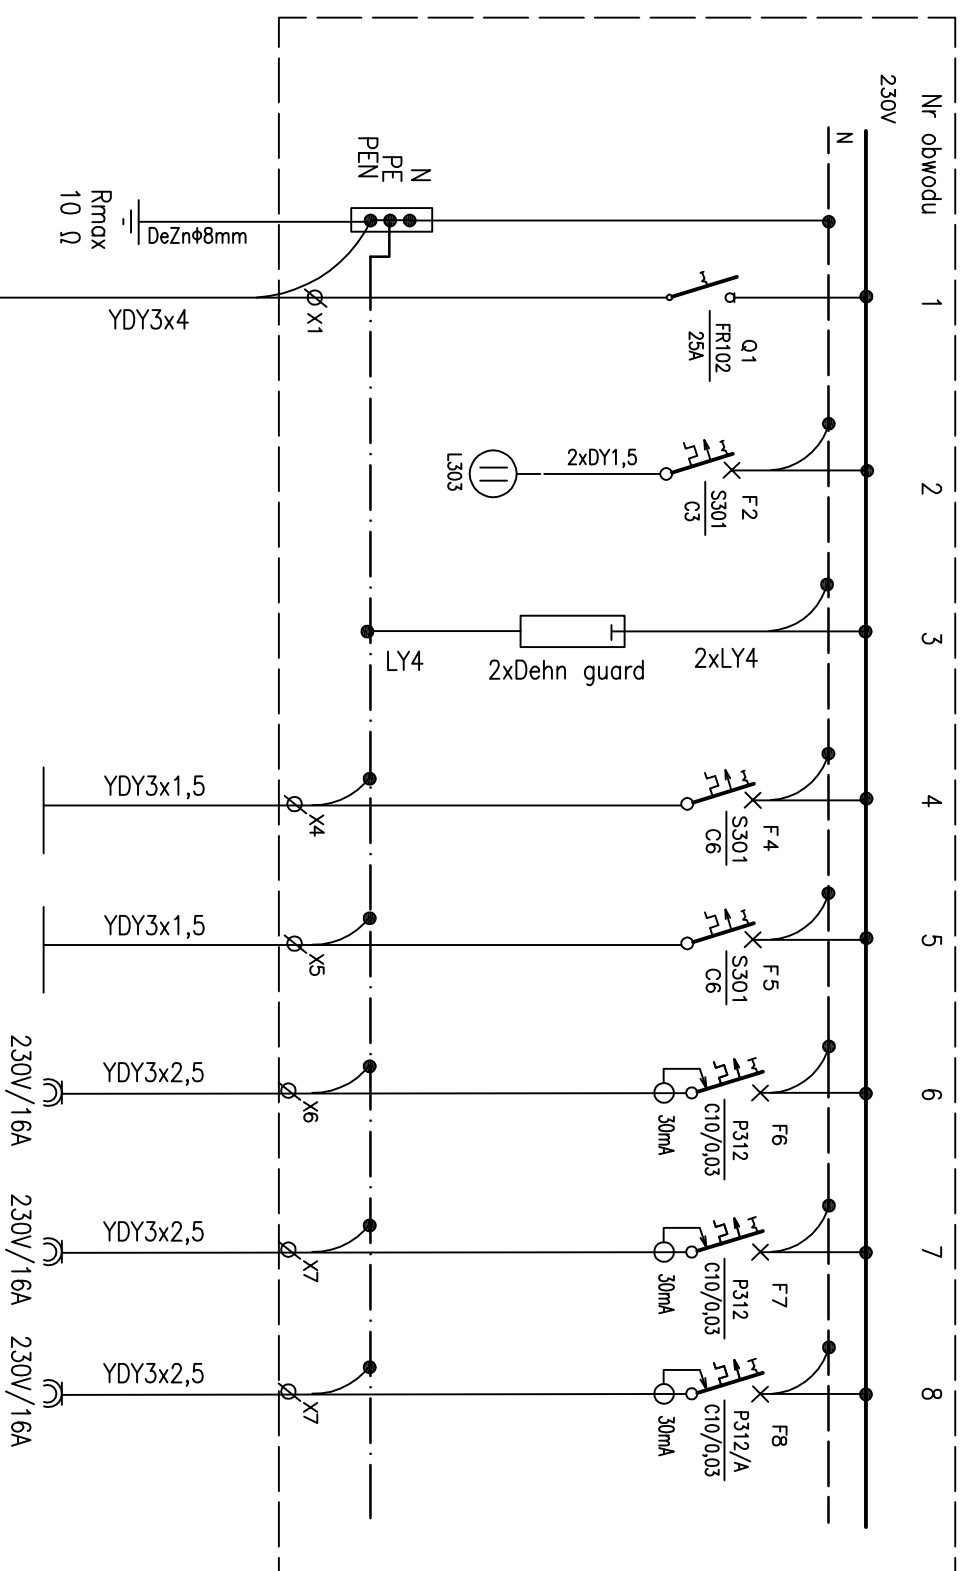 Nr obwodu
1
2
3
4
5
6
7
8
230V
N
Q1
FR102
25A
F2
S301
C3
2xDY1,5
L303
2xLY4
2xDehn guard
LY4
F4
S301
C6
F5
S301
C6
F6
P312
C10/0,03
30mA
F7
P312
C10/0,03
30mA
F8
P312/A
C10/0,03
30mA
N
PE
PEN
X1
X4
X5
X6
X7
X7
DeZnΦ8mm
Rmax
10 Ω
YDY3x4
YDY3x1,5
YDY3x1,5
YDY3x2,5
YDY3x2,5
YDY3x2,5
230V/16A
230V/16A
230V/16A